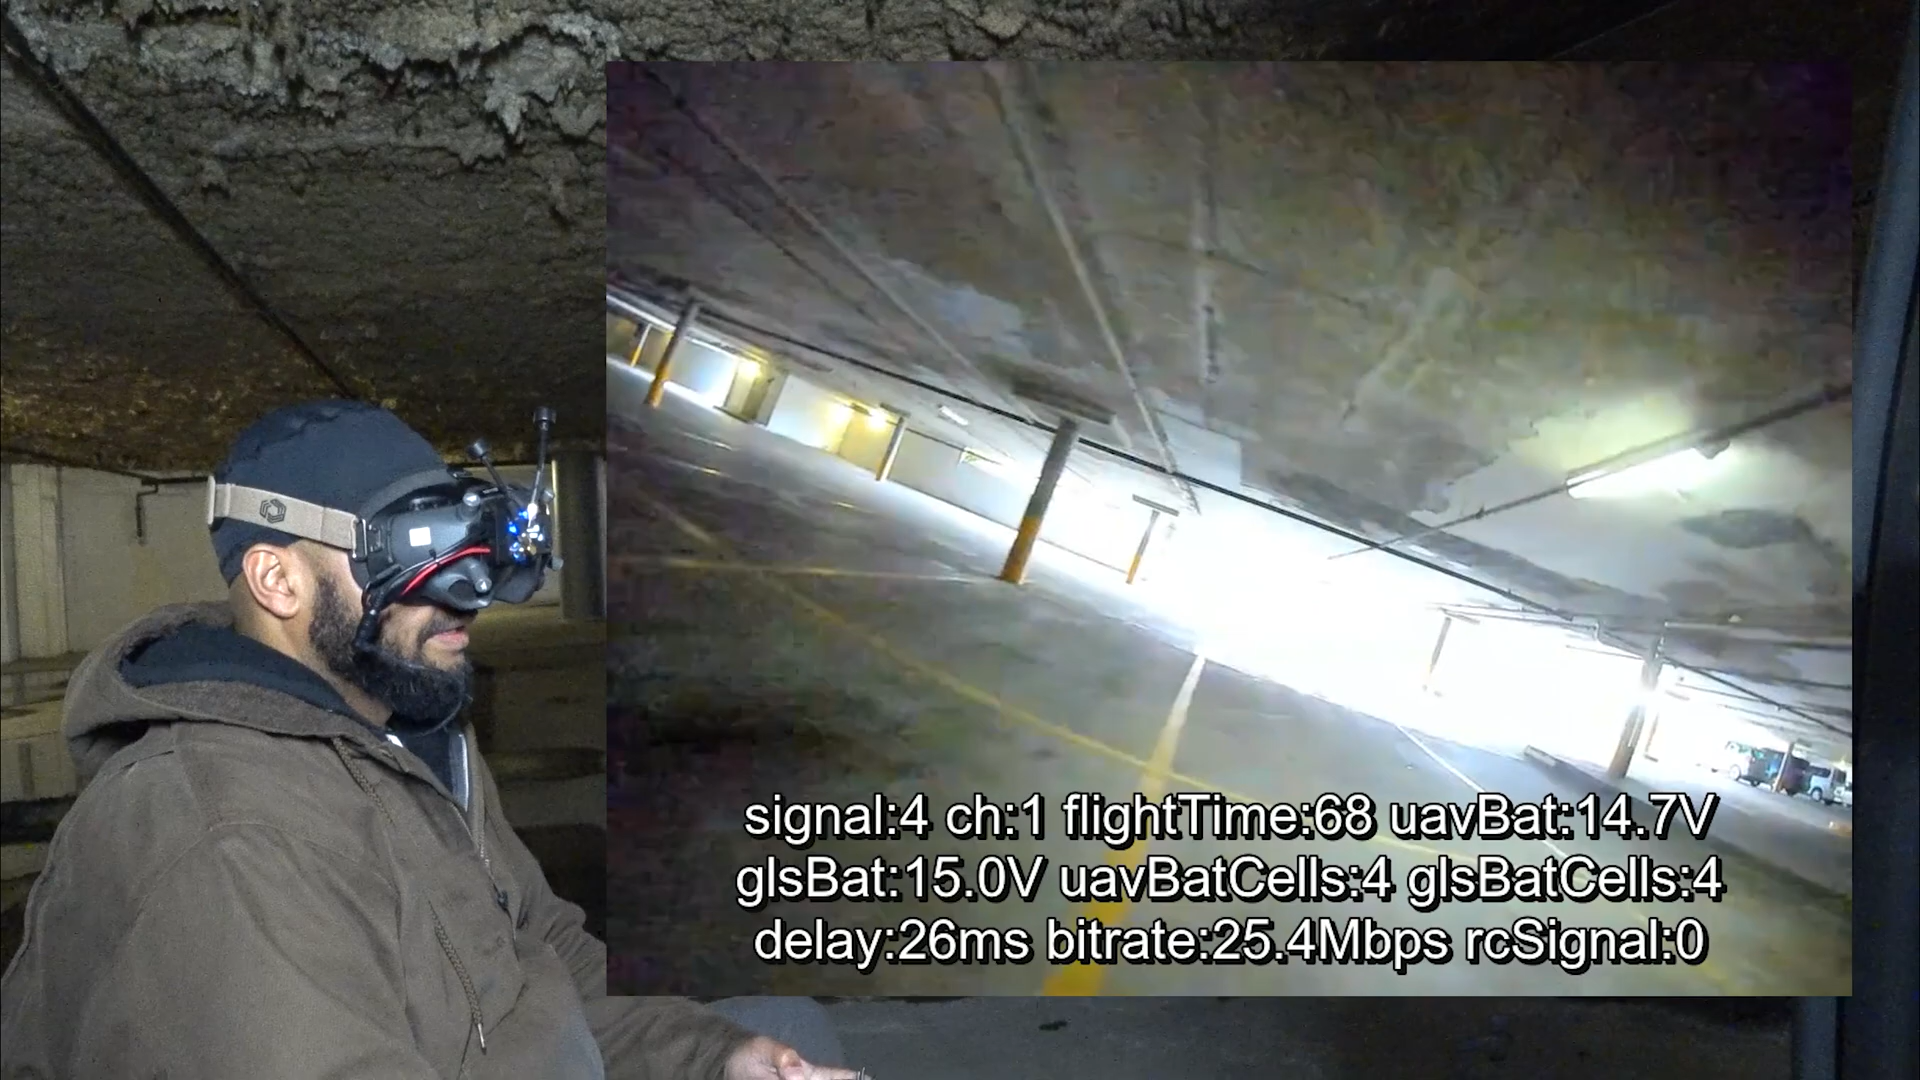 signal:4 ch:1 flightTime:68 uavBat:14.7V
glsBat:15.0V uavBatCells:4 glsBatCells:4
delay:26ms bitrate:25.4Mbps rcSignal:0